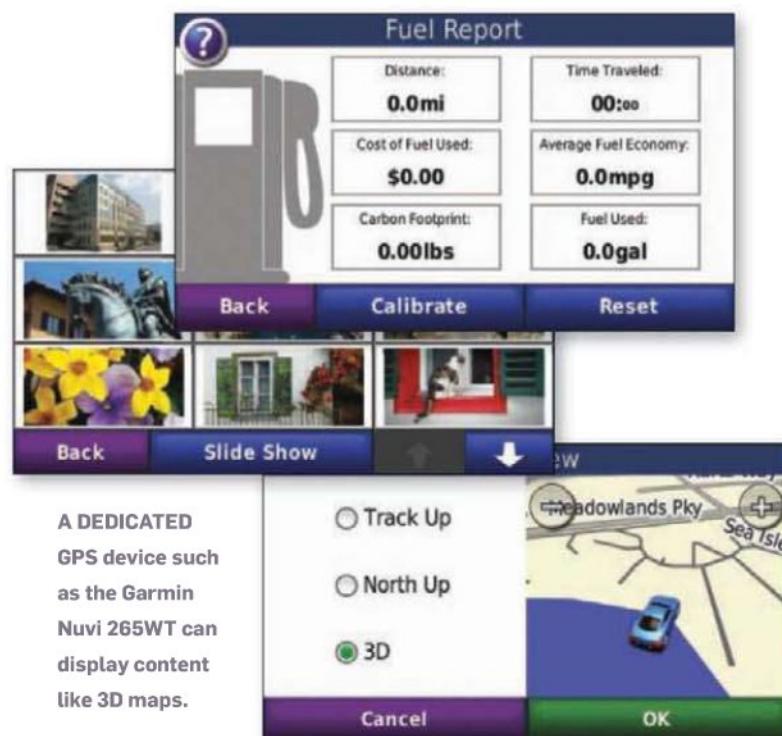 Fuel Report
?
Distance:
0.0mi
Time Traveled:
00:00
Cost of Fuel Used:
$0.00
Average Fuel Economy:
0.0mpg
Carbon Footprint:
0.00lbs
Fuel Used:
0.0gal
Back
Calibrate
Reset
Back
Slide Show
A DEDICATED
GPS device such
as the Garmin
Nuvi 265WT can
display content
like 3D maps.
Track Up
North Up
3D
Meadowlands Pky
Sea Isle
Cancel
OK